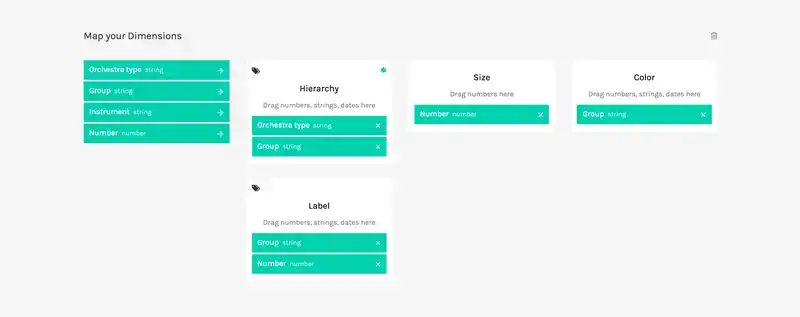 Map your Dimensions
Orchestra type string
Group string
Instrument string
Number number
Hierarchy
Drag numbers, strings, dates here
Orchestra type string
Group string
Size
Drag numbers here
Number number
Color
Drag numbers, strings, dates here
Group string
Label
Drag numbers, strings, dates here
Group string
Number number